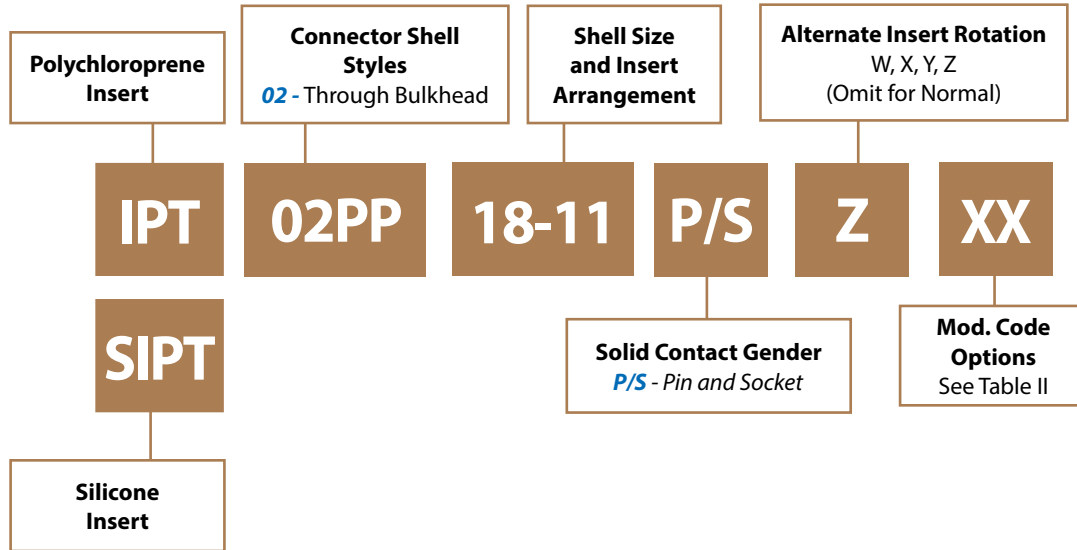 Polychloroprene
Insert
Connector Shell
Styles
02 - Through Bulkhead
Shell Size
and Insert
Arrangement
Alternate Insert Rotation
W, X, Y, Z
(Omit for Normal)
IPT
02PP
18-11
P/S
Z
XX
SIPT
Solid Contact Gender
P/S - Pin and Socket
Mod. Code
Options
See Table II
Silicone
Insert